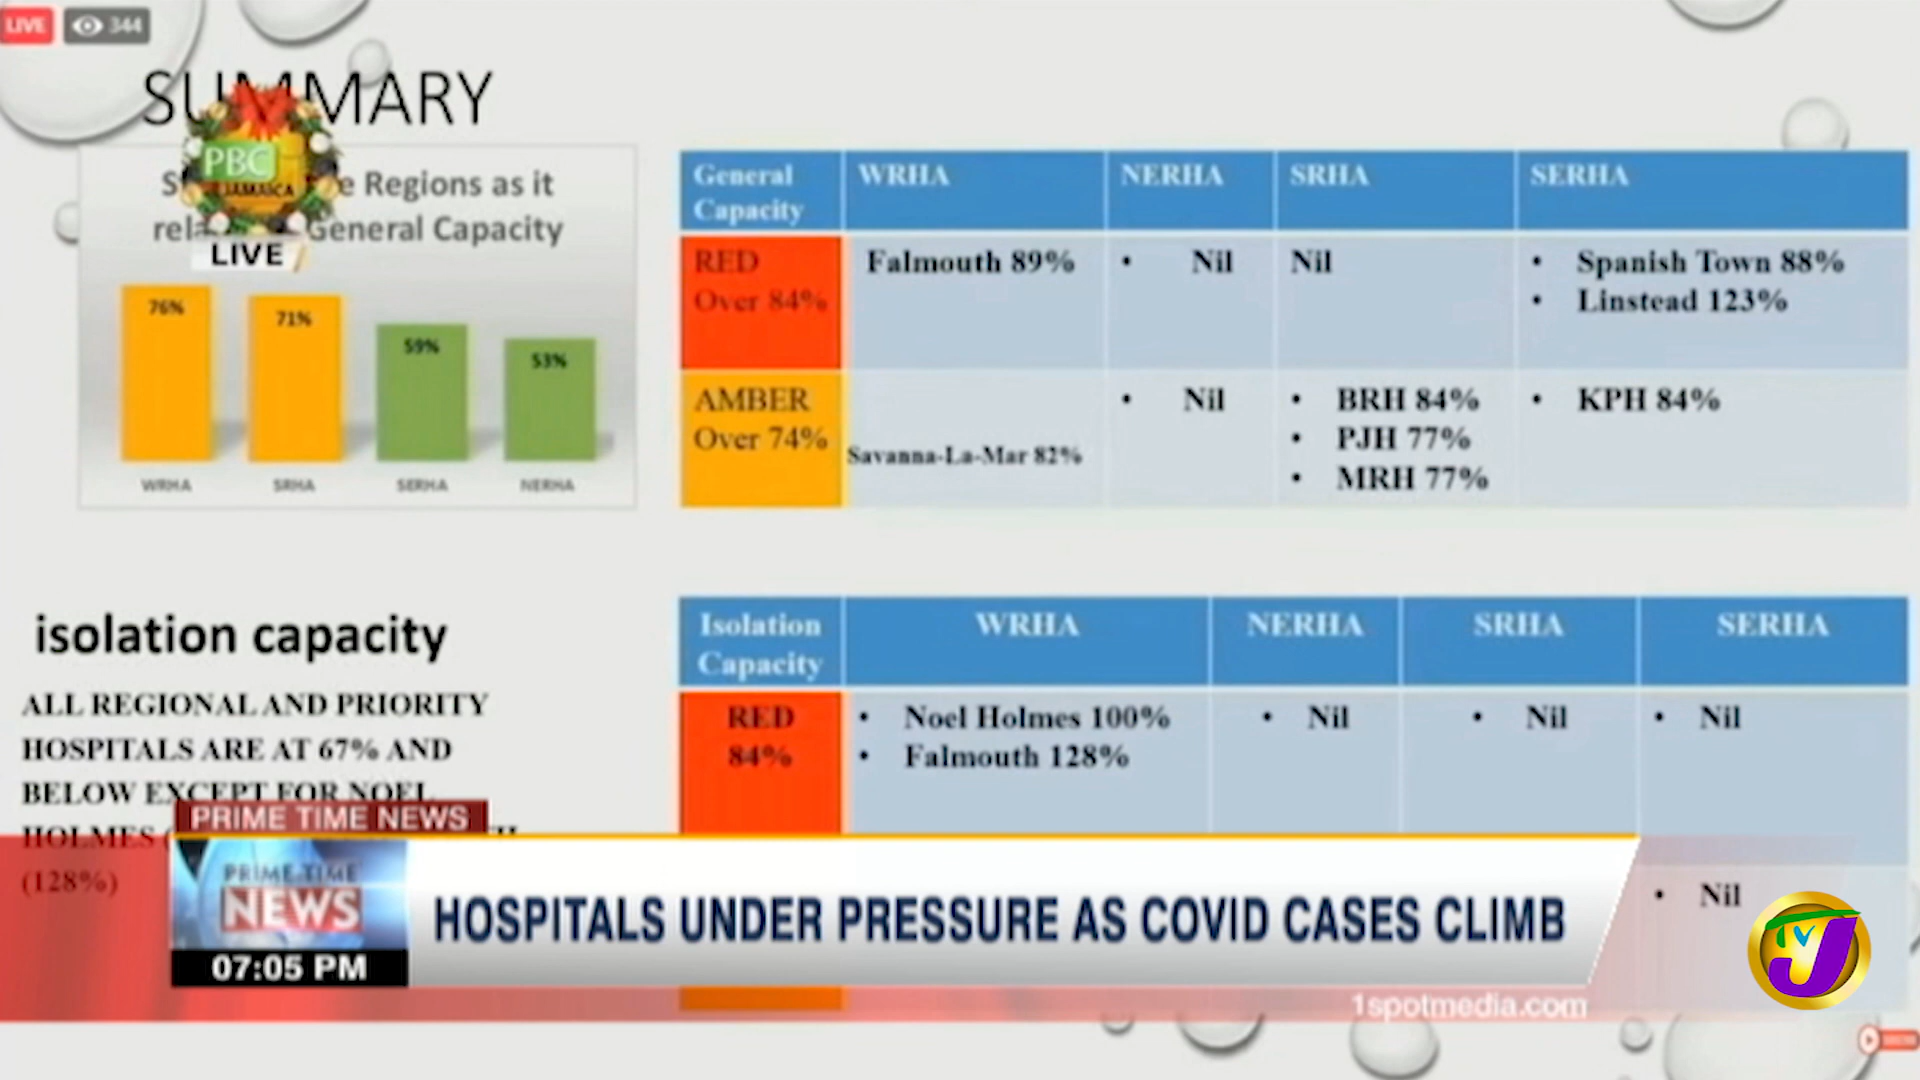 LIVE 344
SUMMARY
PBC
JAMAICA
LIVE
e Regions as it
General Capacity
76%
71%
59%
53%
WRHA
SRHA
SERHA
NERHA
General Capacity WRHA NERHA SRHA SERHA
RED
Over 84%
Falmouth 89%
• Nil
Nil
• Spanish Town 88%
• Linstead 123%
AMBER
Over 74%
Savanna-La-Mar 82%
• Nil
• BRH 84%
• PJH 77%
• MRH 77%
• KPH 84%
isolation capacity
ALL REGIONAL AND PRIORITY
HOSPITALS ARE AT 67% AND
BELOW EXCEPT FOR NOEL
HOLMES (
(128%)
Isolation Capacity WRHA NERHA SRHA SERHA
RED
84%
• Noel Holmes 100%
• Falmouth 128%
• Nil
• Nil
• Nil
• Nil
PRIME TIME NEWS
PRIME TIME
NEWS
07:05 PM
HOSPITALS UNDER PRESSURE AS COVID CASES CLIMB
TVJ
1spotmedia.com